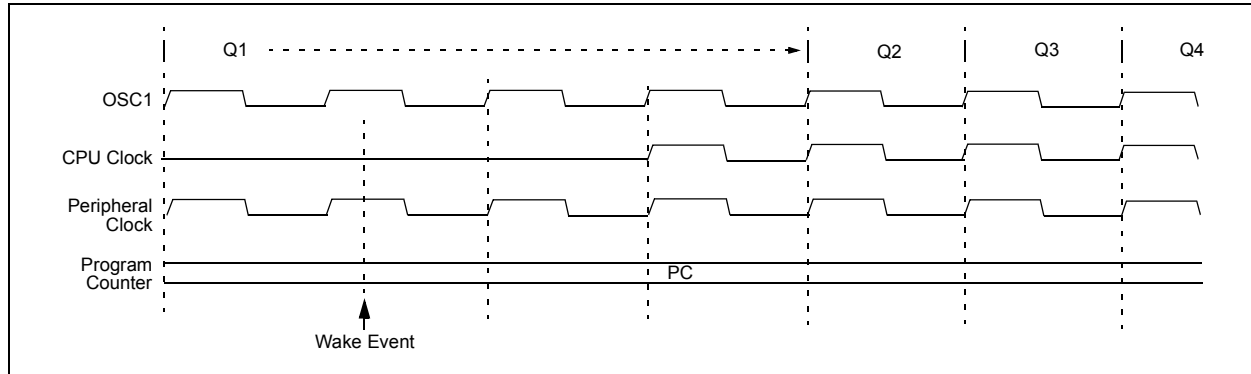 Q1 Q2 Q3 Q4
OSC1
CPU Clock
Peripheral
Clock
Program
Counter
PC
Wake Event